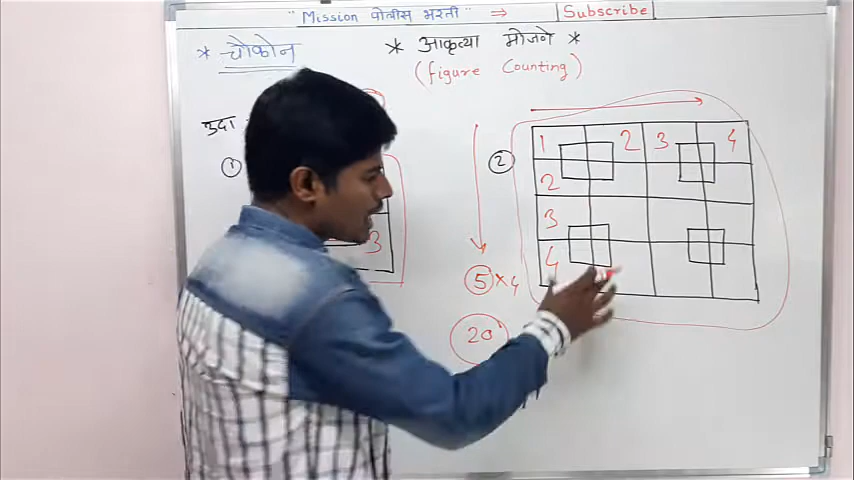 " Mission पोलीस भरती " ⇒ Subscribe
* चौकोन
* आकृत्या मोजणे *
(figure Counting)
उदा
①
3
②
1 2 3 4
2
3
4
5 × 4
20